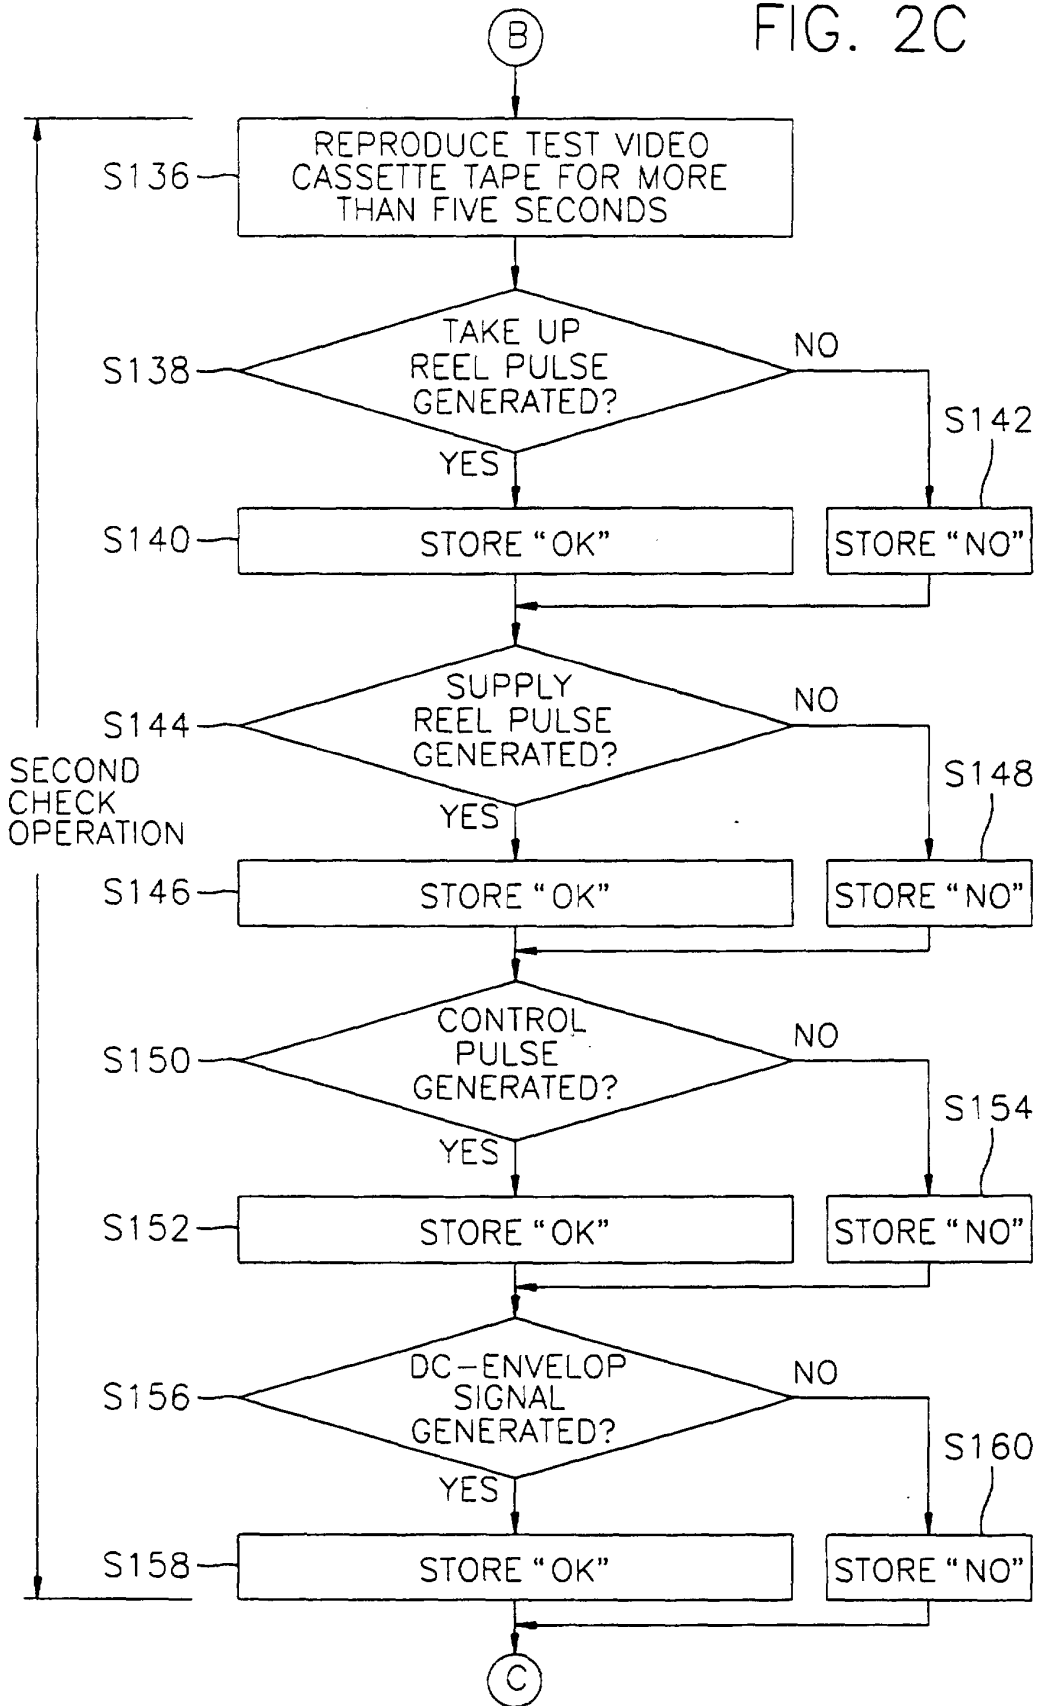 FIG. 2C
B
S136
REPRODUCE TEST VIDEO
CASSETTE TAPE FOR MORE
THAN FIVE SECONDS
S138
TAKE UP
REEL PULSE
GENERATED?
NO
YES
S142
S140
STORE "OK"
STORE "NO"
S144
SUPPLY
REEL PULSE
GENERATED?
NO
YES
SECOND
CHECK
OPERATION
S148
S146
STORE "OK"
STORE "NO"
S150
CONTROL
PULSE
GENERATED?
NO
YES
S154
S152
STORE "OK"
STORE "NO"
S156
DC-ENVELOP
SIGNAL
GENERATED?
NO
YES
S160
S158
STORE "OK"
STORE "NO"
C